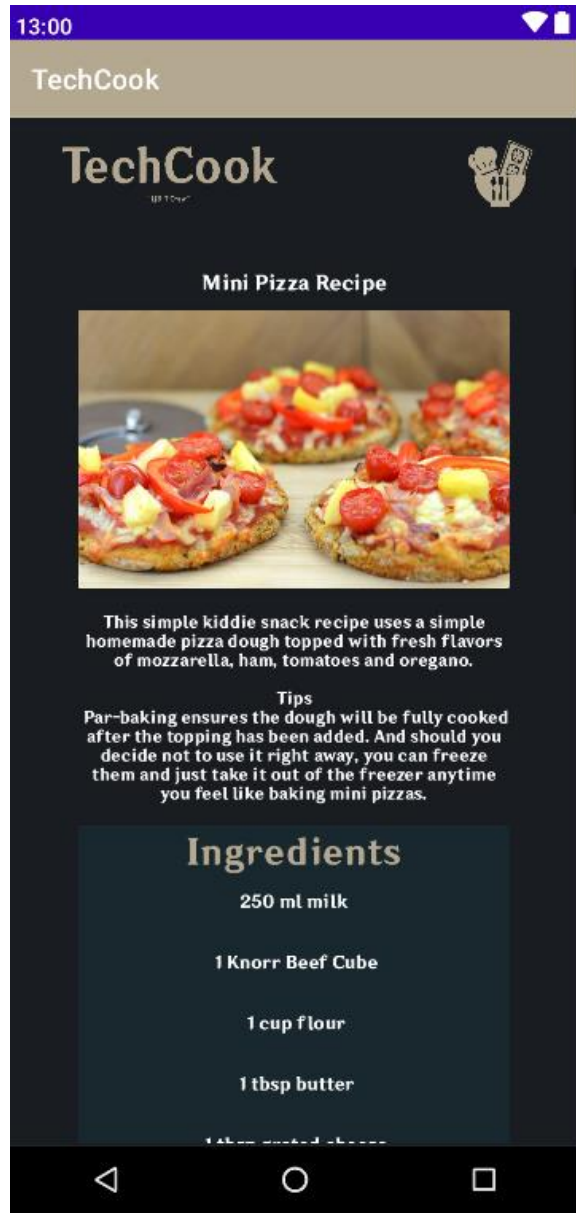 13:00
TechCook
TechCook
Mini Pizza Recipe
This simple kiddie snack recipe uses a simple
homemade pizza dough topped with fresh flavors
of mozzarella, ham, tomatoes and oregano.
Tips
Par-baking ensures the dough will be fully cooked
after the topping has been added. And should you
decide not to use it right away, you can freeze
them and just take it out of the freezer anytime
you feel like baking mini pizzas.
Ingredients
250 ml milk
1 Knorr Beef Cube
1 cup flour
1 tbsp butter
1 tbsp grated cheese